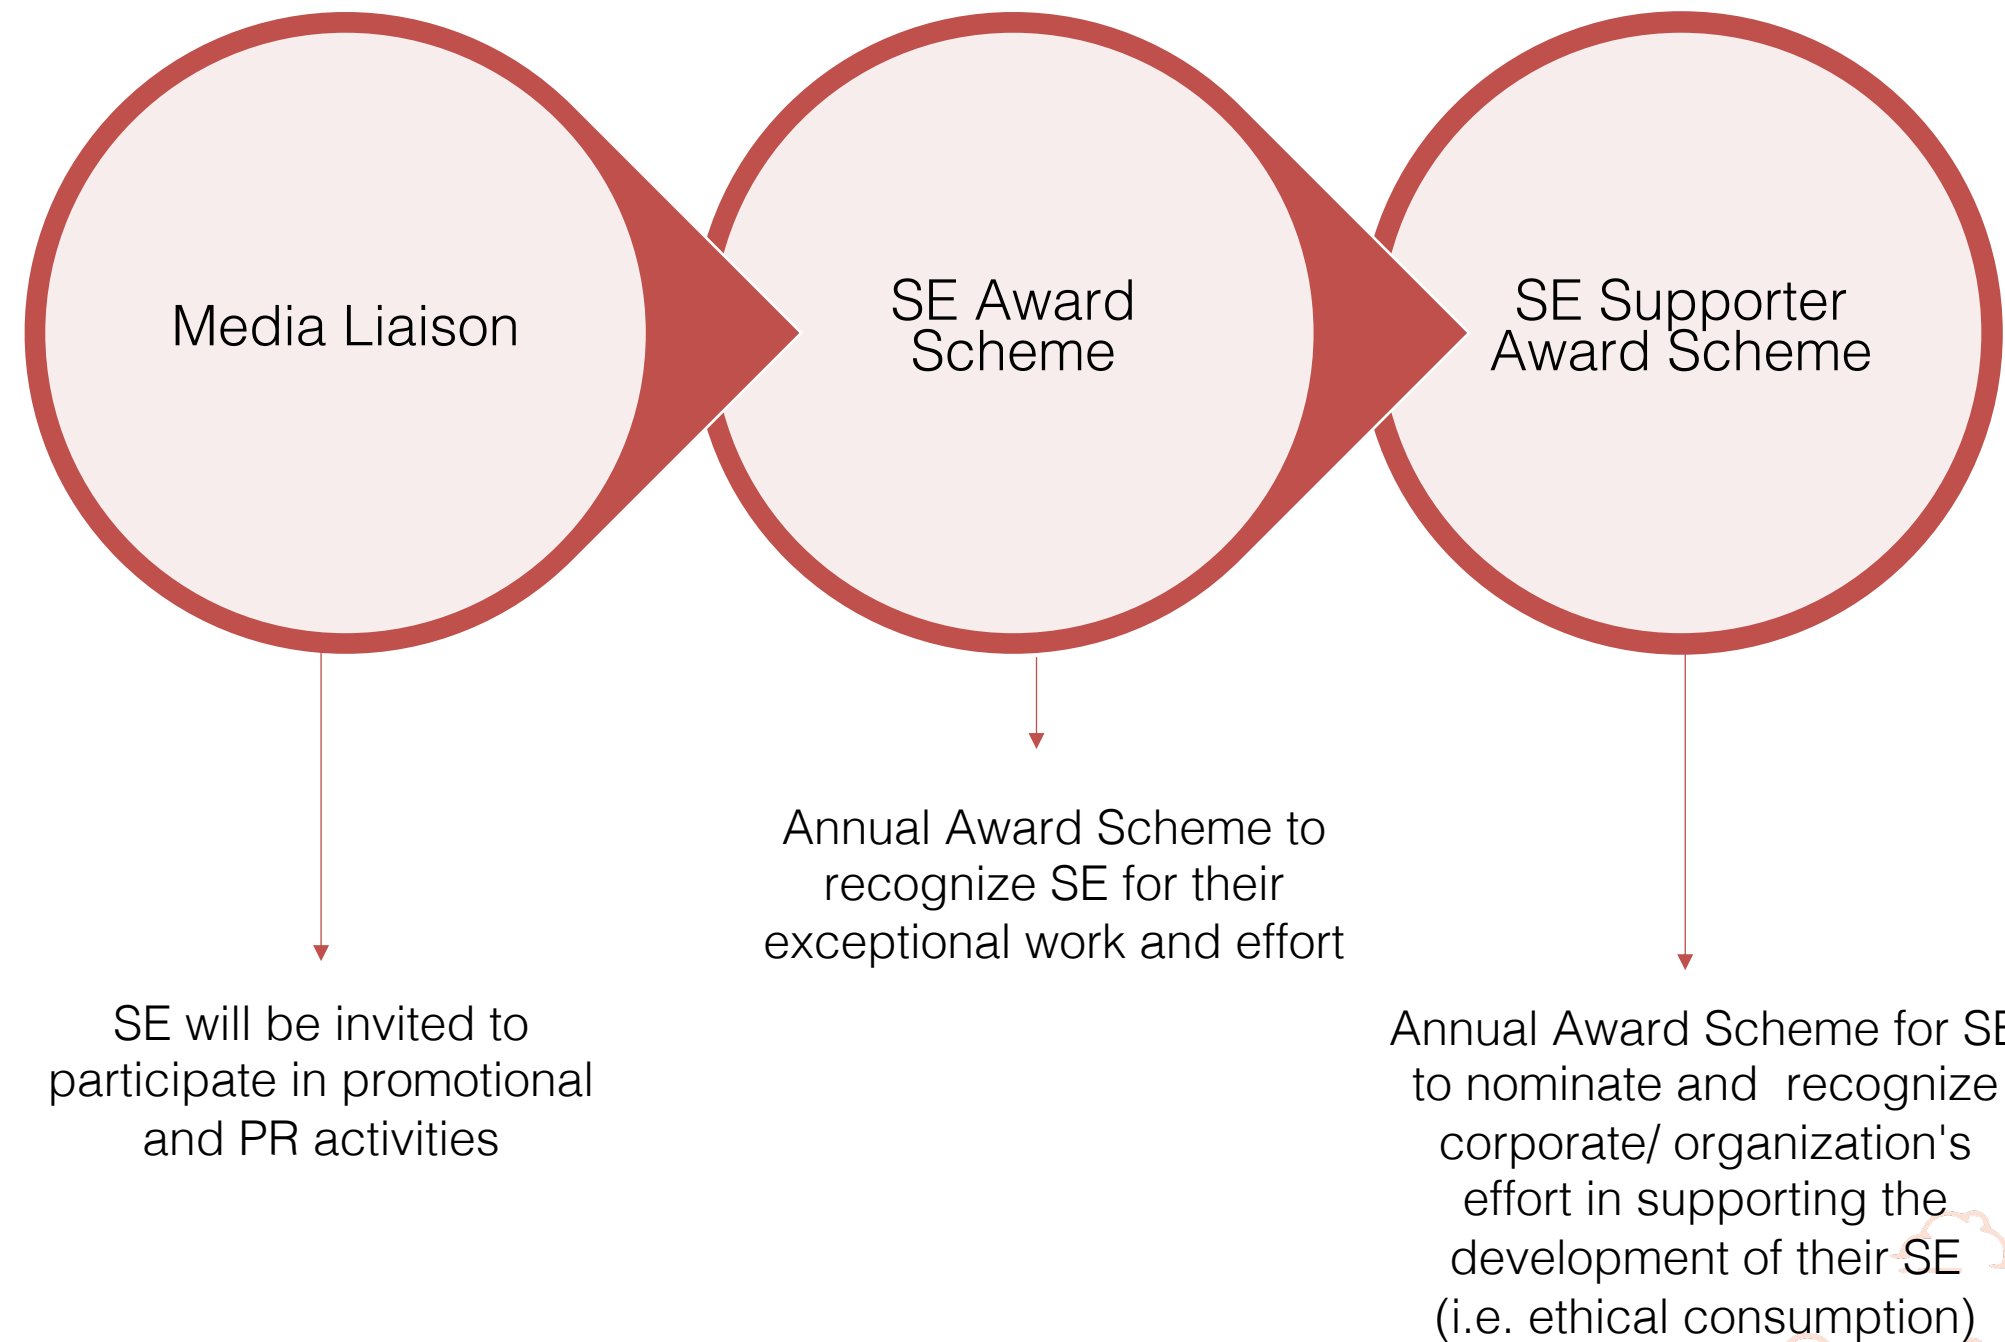 Media Liaison
SE Award
Scheme
SE Supporter
Award Scheme
SE will be invited to
participate in promotional
and PR activities
Annual Award Scheme to
recognize SE for their
exceptional work and effort
Annual Award Scheme for SE
to nominate and  recognize
corporate/ organization's
effort in supporting the
development of their SE
(i.e. ethical consumption)